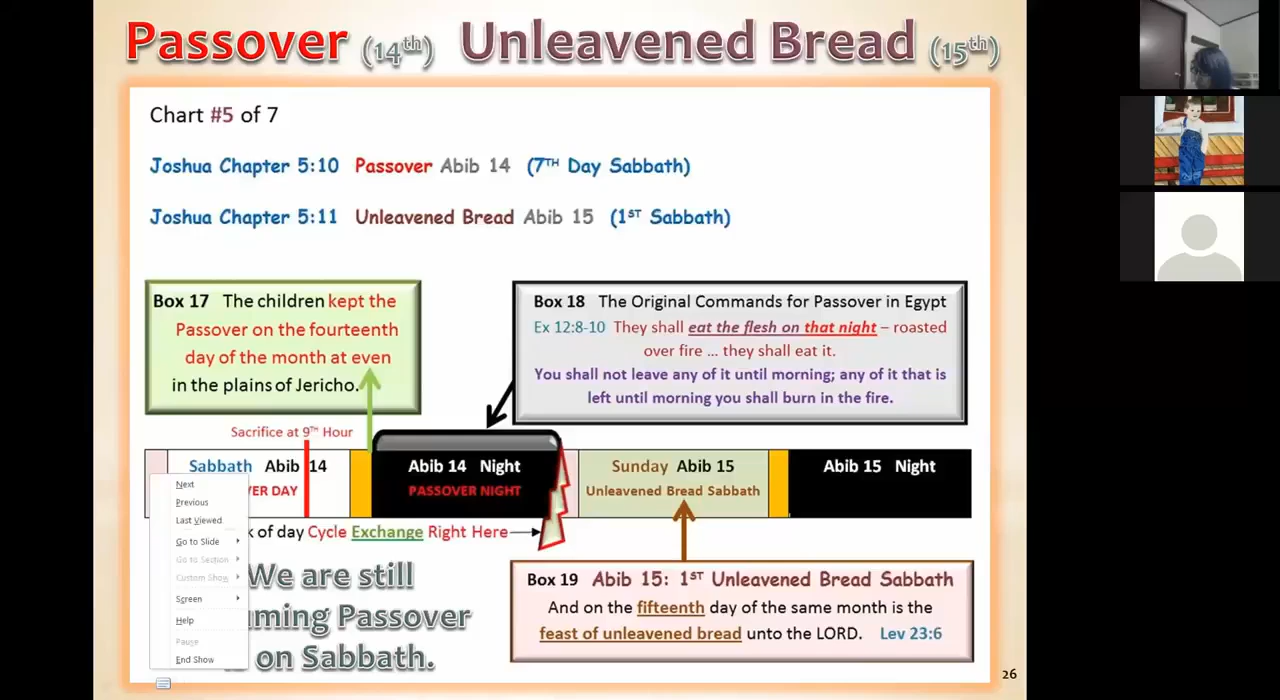 Passover (14th) Unleavened Bread (15th)
Chart #5 of 7
Joshua Chapter 5:10 Passover Abib 14 (7TH Day Sabbath)
Joshua Chapter 5:11 Unleavened Bread Abib 15 (1ST Sabbath)
Box 17 The children kept the
Passover on the fourteenth
day of the month at even
in the plains of Jericho.
Box 18 The Original Commands for Passover in Egypt
Ex 12:8-10 They shall eat the flesh on that night – roasted
over fire ... they shall eat it.
You shall not leave any of it until morning; any of it that is
left until morning you shall burn in the fire.
Sacrifice at 9TH Hour
Sabbath Abib 14
ER DAY
Abib 14 Night
PASSOVER NIGHT
Sunday Abib 15
Unleavened Bread Sabbath
Abib 15 Night
of day Cycle Exchange Right Here
We are still
Passover
on Sabbath.
Box 19 Abib 15: 1ST Unleavened Bread Sabbath
And on the fifteenth day of the same month is the
feast of unleavened bread unto the LORD. Lev 23:6
Next
Previous
Last Viewed
Go to Slide
Go to Section
Custom Show
Screen
Help
Pause
End Show
26